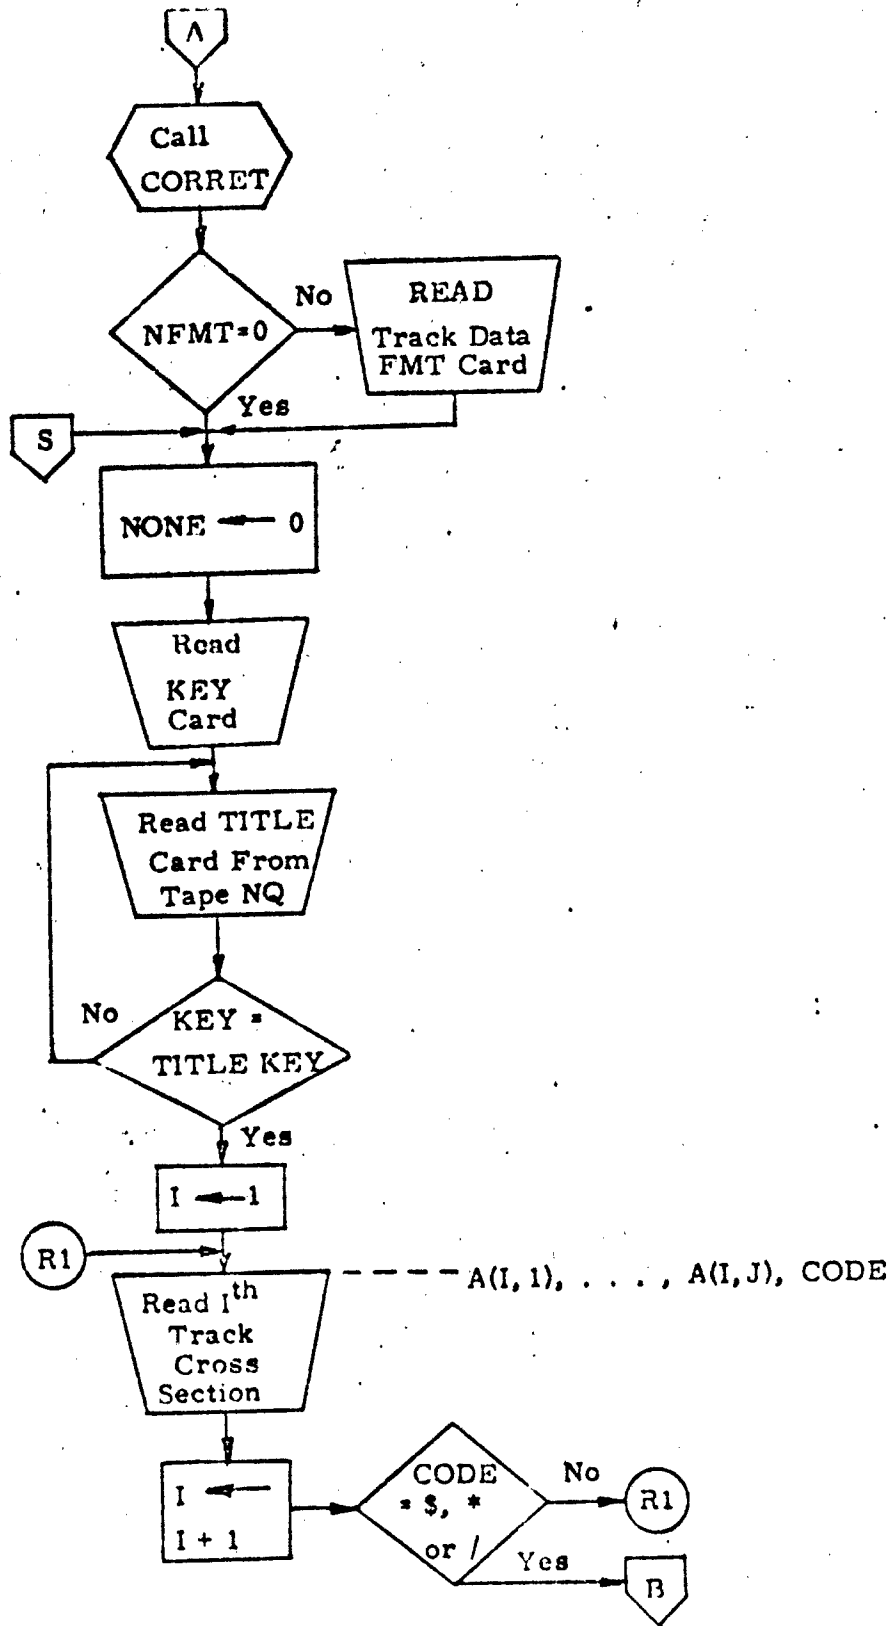 A
Call
CORRET
NFMT=0
No
READ
Track Data
FMT Card
Yes
S
NONE ← 0
Read
KEY
Card
Read TITLE
Card From
Tape NQ
No
KEY =
TITLE KEY
Yes
I ← 1
R1
A(I,1), . . . , A(I,J), CODE
Read Ith
Track
Cross
Section
I ←
I + 1
CODE
= $, *
or /
No
R1
Yes
B